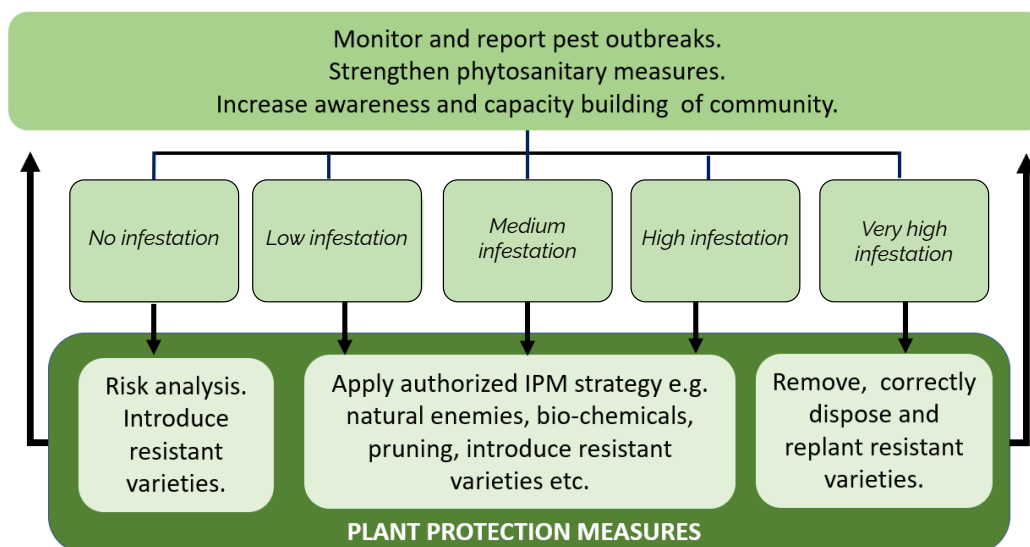 Monitor and report pest outbreaks.
Strengthen phytosanitary measures.
Increase awareness and capacity building of community.
No infestation
Low infestation
Medium
infestation
High infestation
Very high
infestation
Risk analysis.
Introduce
resistant
varieties.
Apply authorized IPM strategy e.g.
natural enemies, bio-chemicals,
pruning, introduce resistant
varieties etc.
Remove, correctly
dispose and
replant resistant
varieties.
PLANT PROTECTION MEASURES